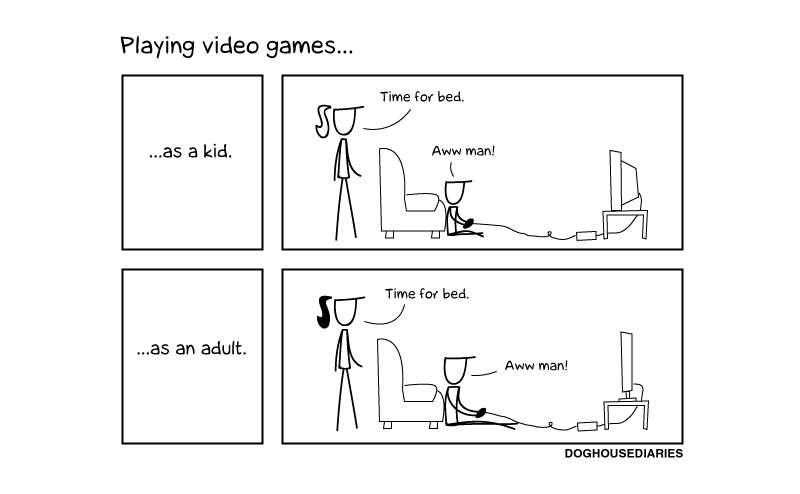 Playing video games...
...as a kid.
Time for bed.
Aww man!
...as an adult.
Time for bed.
Aww man!
DOGHOUSEDIARIES